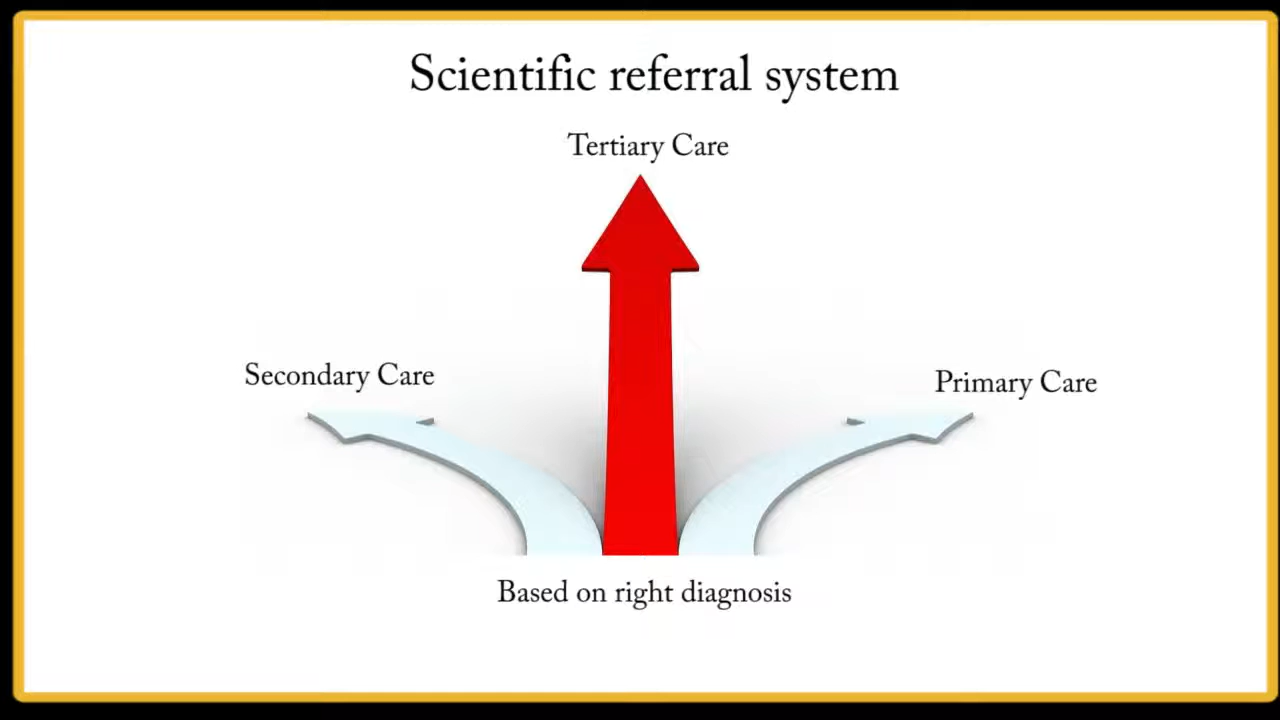 Scientific referral system
Tertiary Care
Secondary Care
Primary Care
Based on right diagnosis